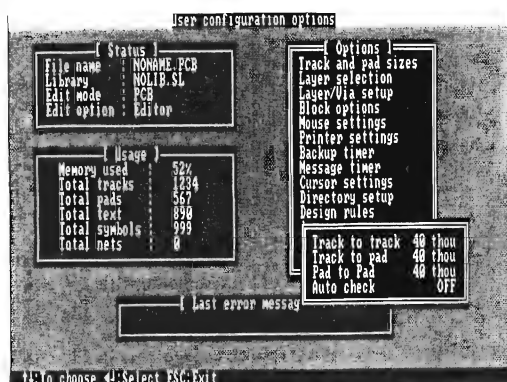 User configuration options
[ Status ]
File name : NONAME.PCB
Library : NOLIB.SL
Edit mode : PCB
Edit option : Editor
[ Usage ]
Memory used : 52%
Total tracks : 1234
Total pads : 567
Total text : 890
Total symbols : 999
Total nets : 0
[ Options ]
Track and pad sizes
Layer selection
Layer/Via setup
Block options
Mouse settings
Printer settings
Backup timer
Message timer
Cursor settings
Directory setup
Design rules
Track to track 40 thou
Track to pad 40 thou
Pad to Pad 40 thou
Auto check OFF
[ Last error messag
↑↓:To choose ◄┘:Select ESC:Exit